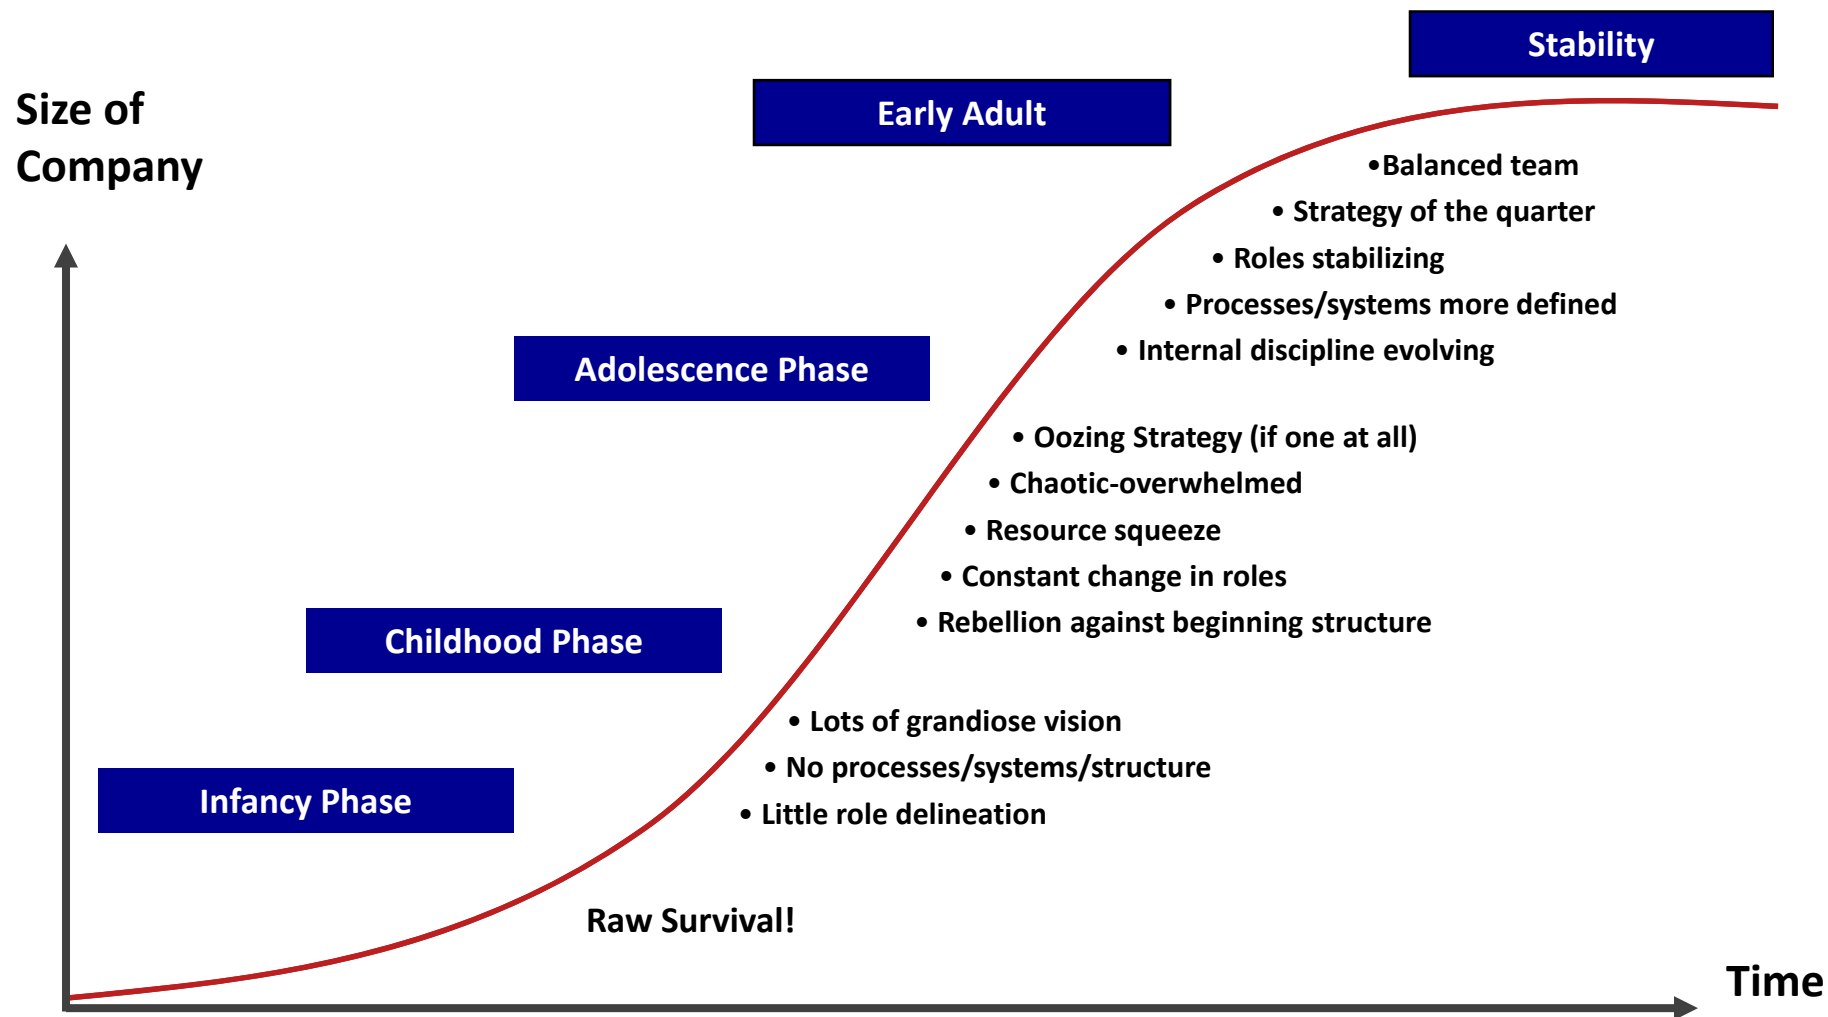 Stability
Early Adult
Size of
Company
•Balanced team
• Strategy of the quarter
• Roles stabilizing
• Processes/systems more defined
• Internal discipline evolving
Adolescence Phase
• Oozing Strategy (if one at all)
• Chaotic-overwhelmed
• Resource squeeze
• Constant change in roles
• Rebellion against beginning structure
Childhood Phase
• Lots of grandiose vision
• No processes/systems/structure
• Little role delineation
Infancy Phase
Raw Survival!
Time